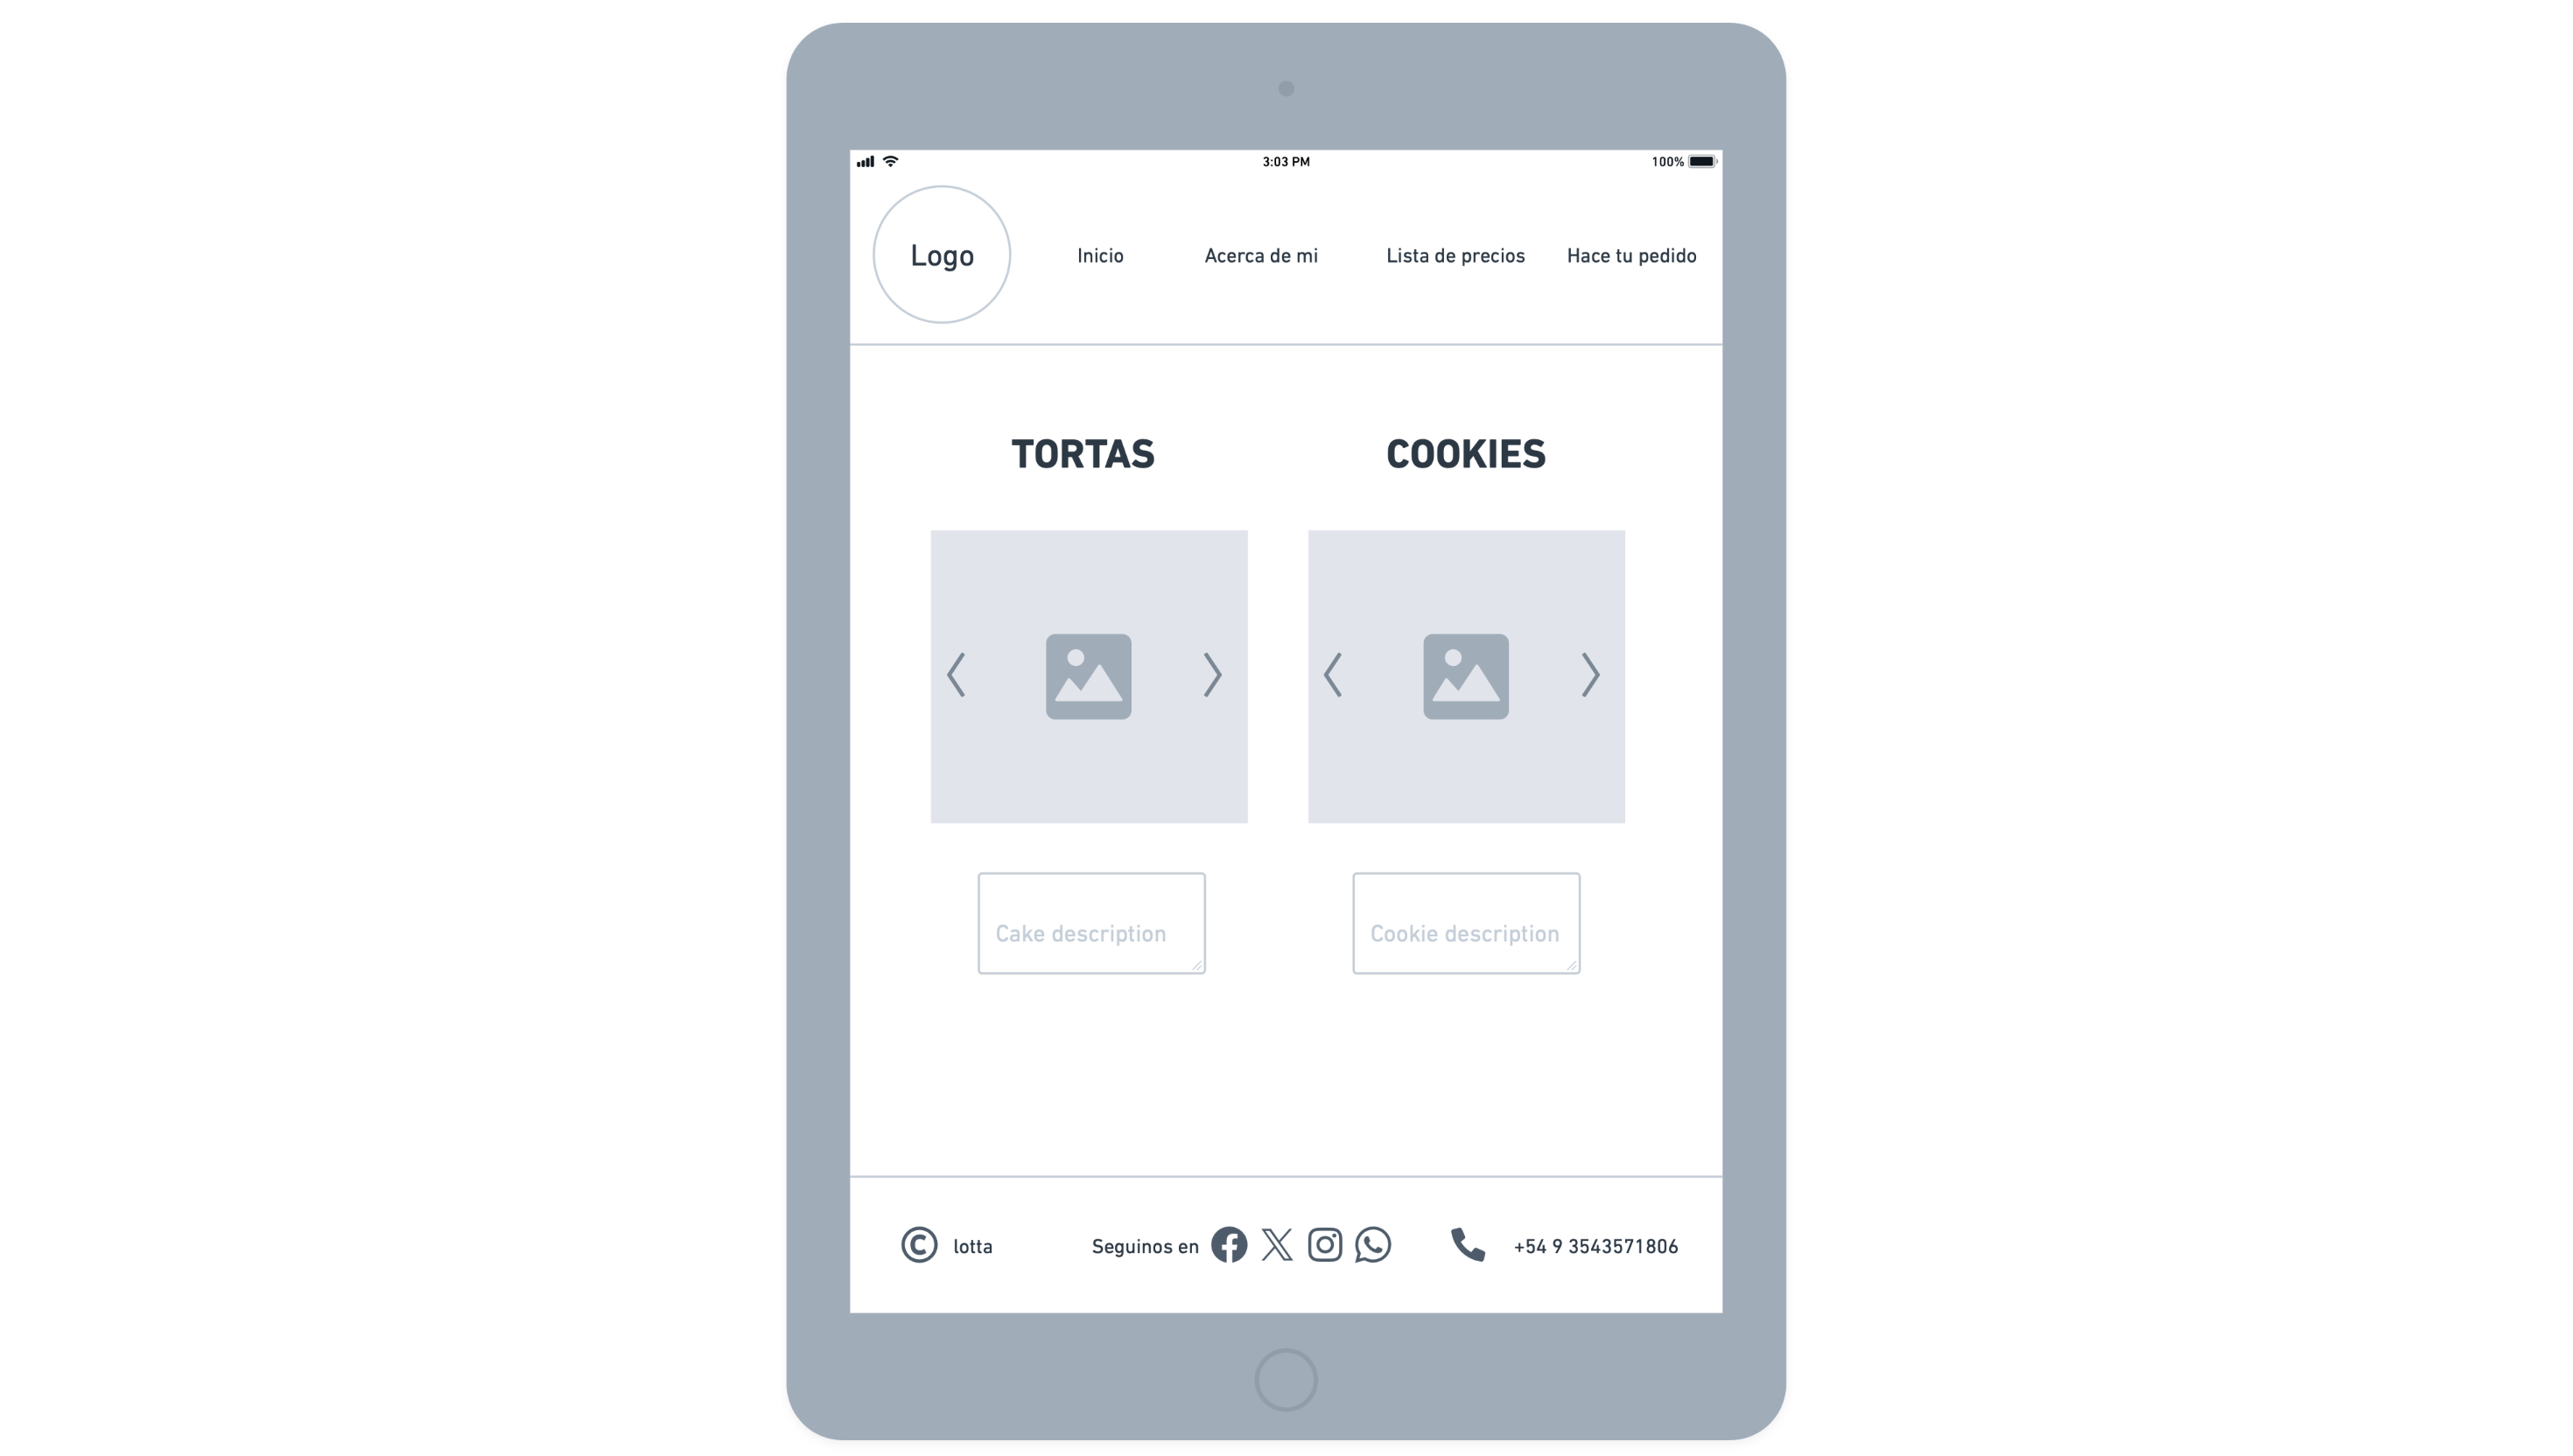 3:03 PM 100%
Logo Inicio Acerca de mi Lista de precios Hace tu pedido
TORTAS COOKIES
Cake description Cookie description
© lotta Seguinos en +54 9 3543571806